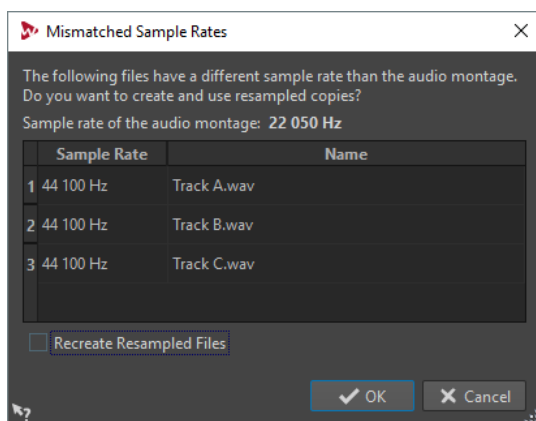 Mismatched Sample Rates
The following files have a different sample rate than the audio montage.
Do you want to create and use resampled copies?
Sample rate of the audio montage: 22 050 Hz
Sample Rate Name
1 44 100 Hz Track A.wav
2 44 100 Hz Track B.wav
3 44 100 Hz Track C.wav
Recreate Resampled Files
OK Cancel
?